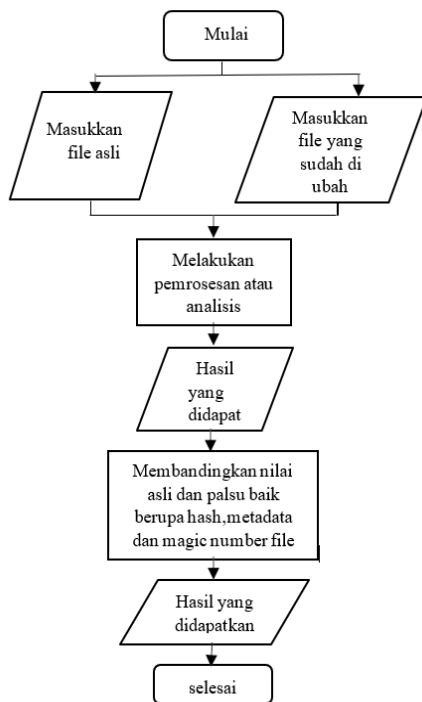 Mulai
Masukkan
file asli
Masukkan
file yang
sudah di
ubah
Melakukan
pemrosesan atau
analisis
Hasil
yang
didapat
Membandingkan nilai
asli dan palsu baik
berupa hash,metadata
dan magic number file
Hasil yang
didapatkan
selesai